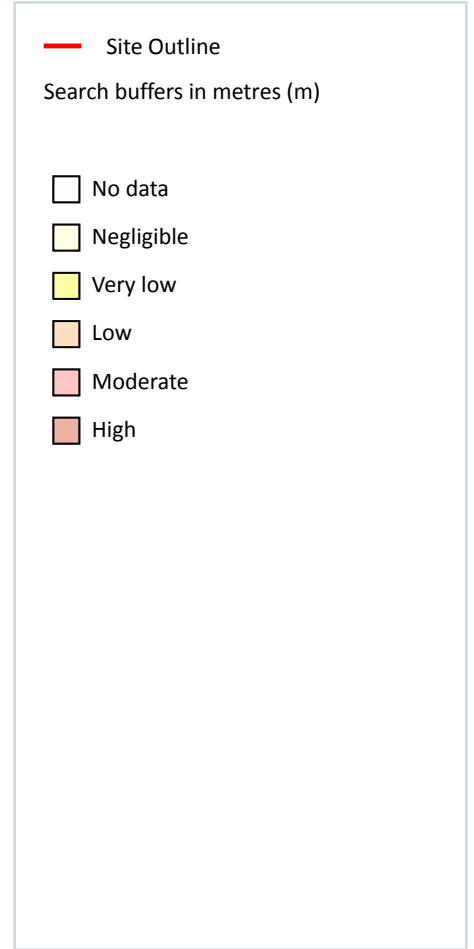 Site Outline
Search buffers in metres (m)
No data
Negligible
Very low
Low
Moderate
High